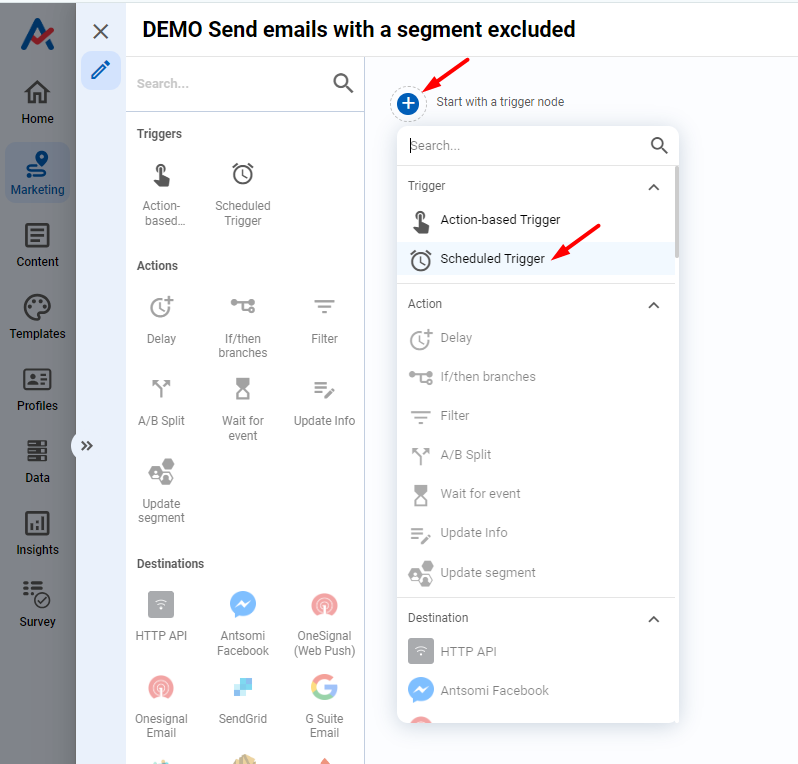 DEMO Send emails with a segment excluded
Home
Marketing
Content
Templates
Profiles
Data
Insights
Survey
Search...
Triggers
Action-
based...
Scheduled
Trigger
Actions
Delay
If/then
branches
Filter
A/B Split
Wait for
event
Update Info
Update
segment
Destinations
HTTP API
Antsomi
Facebook
OneSignal
(Web Push)
Onesignal
Email
SendGrid
G Suite
Email
Start with a trigger node
Search...
Trigger
Action-based Trigger
Scheduled Trigger
Action
Delay
If/then branches
Filter
A/B Split
Wait for event
Update Info
Update segment
Destination
HTTP API
Antsomi Facebook